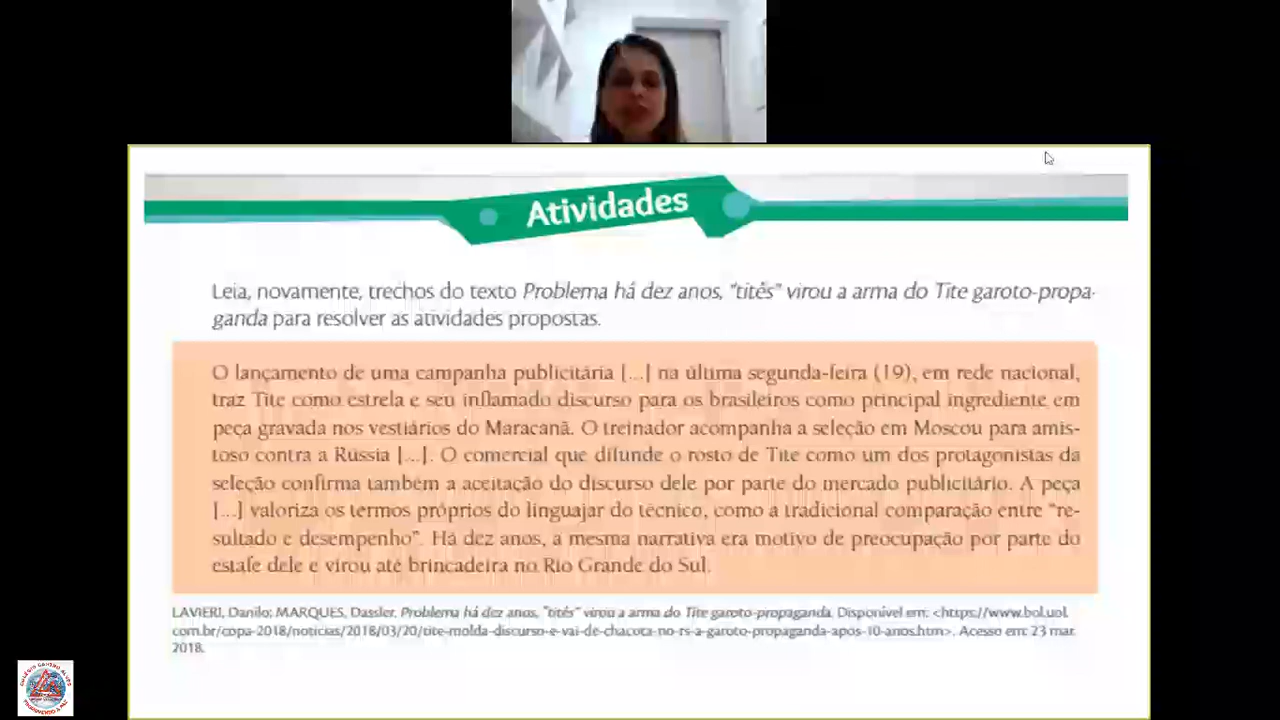 Atividades
Leia, novamente, trechos do texto Problema há dez anos, "titês" virou a arma do Tite garoto-propa-
ganda para resolver as atividades propostas.
O lançamento de uma campanha publicitária [...] na última segunda-feira (19), em rede nacional,
traz Tite como estrela e seu inflamado discurso para os brasileiros como principal ingrediente em
peça gravada nos vestiários do Maracanã. O treinador acompanha a seleção em Moscou para amis-
toso contra a Rússia [...]. O comercial que difunde o rosto de Tite como um dos protagonistas da
seleção confirma também a aceitação do discurso dele por parte do mercado publicitário. A peça
[...] valoriza os termos próprios do linguajar do técnico, como a tradicional comparação entre "re-
sultado e desempenho". Há dez anos, a mesma narrativa era motivo de preocupação por parte do
estafe dele e virou até brincadeira no Rio Grande do Sul.
LAVIERI, Danilo; MARQUES, Dassler. Problema há dez anos, "titês" virou a arma do Tite garoto-propaganda. Disponível em: <https://www.bol.uol.
com.br/copa-2018/noticias/2018/03/20/tite-molda-discurso-e-vai-de-chacota-no-rs-a-garoto-propaganda-apos-10-anos.htm>. Acesso em: 23 mar.
2018.